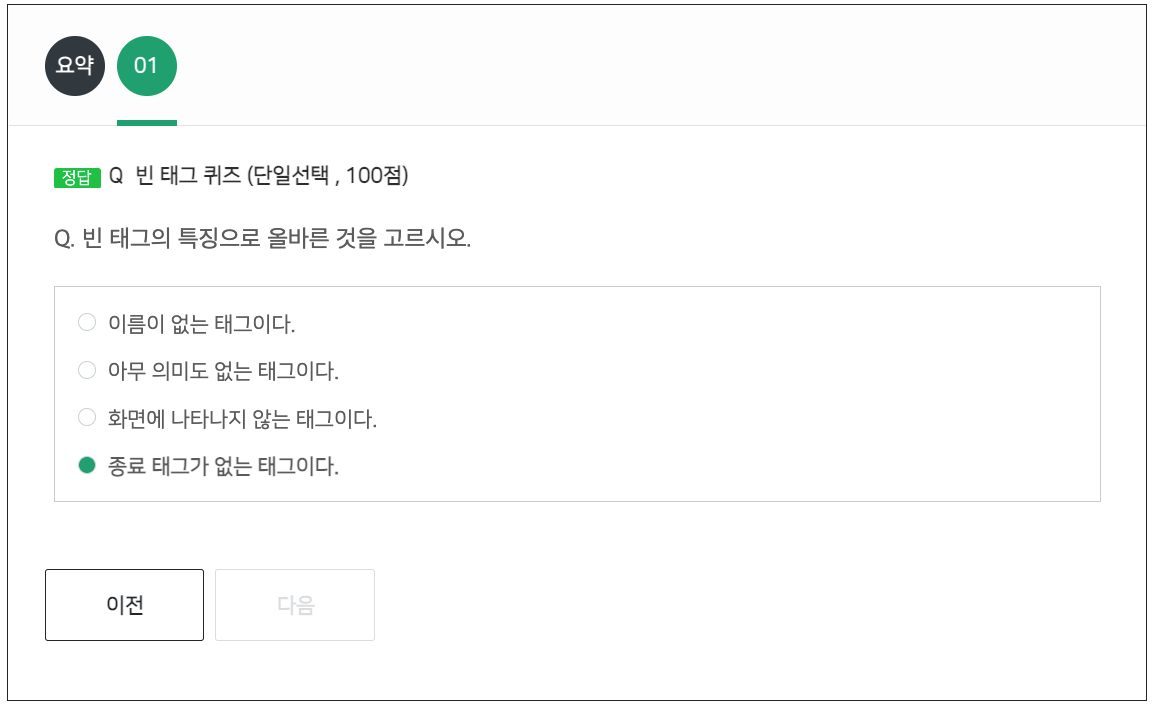 요약 01
정답 Q 빈 태그 퀴즈 (단일선택 , 100점)
Q. 빈 태그의 특징으로 올바른 것을 고르시오.
이름이 없는 태그이다.
아무 의미도 없는 태그이다.
화면에 나타나지 않는 태그이다.
종료 태그가 없는 태그이다.
이전 다음